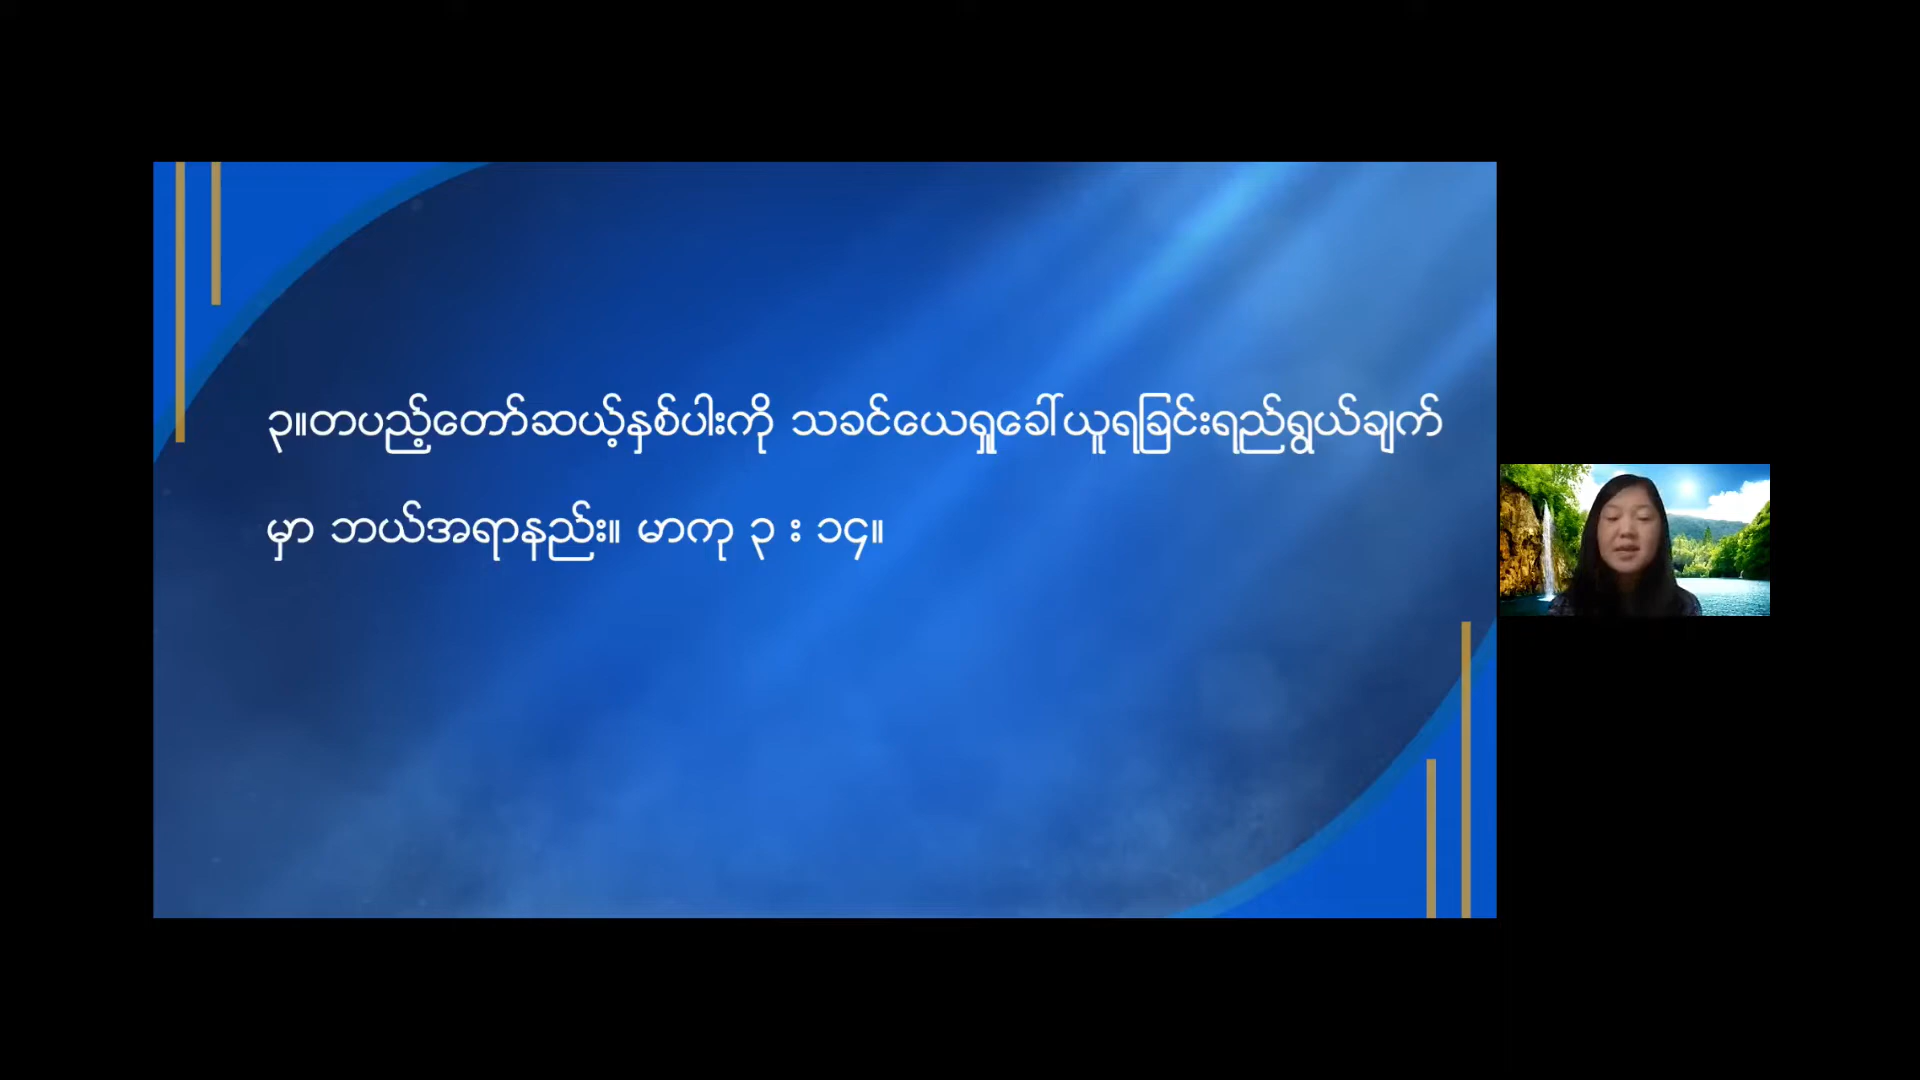 ၃။တပည့်တော်ဆယ့်နှစ်ပါးကို သခင်ယေရှုခေါ်ယူရခြင်းရည်ရွယ်ချက်
မှာ ဘယ်အရာနည်း။ မာကု ၃ : ၁၄။